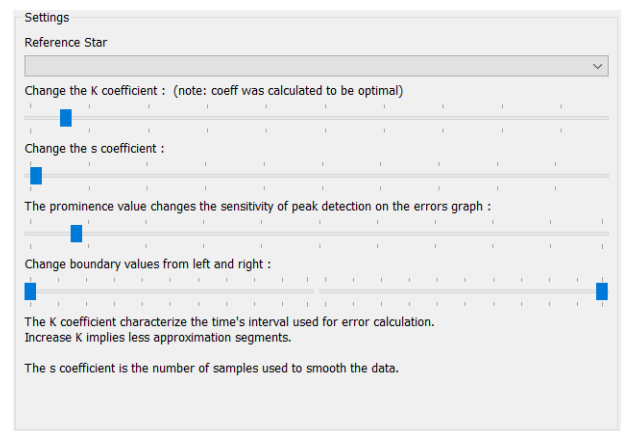 Settings
Reference Star
Change the K coefficient :  (note: coeff was calculated to be optimal)
Change the s coefficient :
The prominence value changes the sensitivity of peak detection on the errors graph :
Change boundary values from left and right :
The K coefficient characterize the time's interval used for error calculation.
Increase K implies less approximation segments.
The s coefficient is the number of samples used to smooth the data.